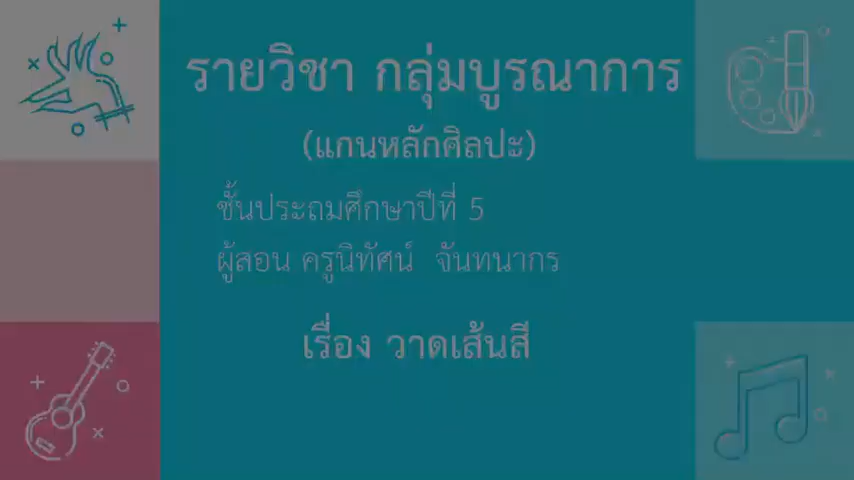 รายวิชา กลุ่มบูรณาการ
(แกนหลักศิลปะ)
ชั้นประถมศึกษาปีที่ 5
ผู้สอน ครูนิทัศน์ จันทนากร
เรื่อง วาดเส้นสี